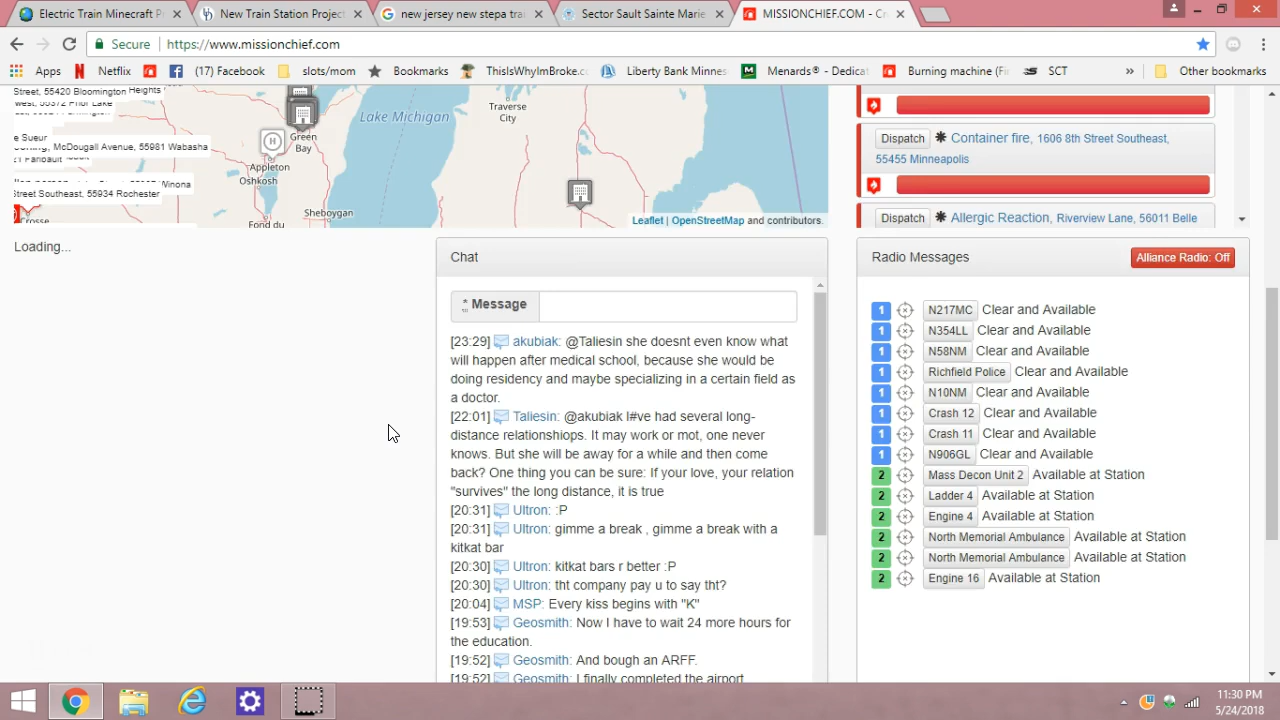 Electric Train Minecraft P
New Train Station Project
new jersey new stepa tra
Sector Sault Sainte Marie
MISSIONCHIEF.COM - Cr
Secure
https://www.missionchief.com
Apps
Netflix
(17) Facebook
slots/mom
Bookmarks
ThisIsWhyImBroke.c
Liberty Bank Minnes
Menards® - Dedicat
Burning machine (Fi
SCT
»
Other bookmarks
Street, 55420 Bloomington Heights
west, 55372 Prior Lake
e Sueur
McDougall Avenue, 55981 Wabasha
21 Faribault
Winona
Street Southeast, 55934 Rochester
Crosse
Green
Bay
H
Appleton
Oshkosh
Sheboygan
Fond du
Lake Michigan
Traverse
City
Leaflet | OpenStreetMap and contributors.
Dispatch Container fire, 1606 8th Street Southeast,
55455 Minneapolis
Dispatch Allergic Reaction, Riverview Lane, 56011 Belle
Loading...
Chat
* Message
[23:29] akubiak: @Taliesin she doesnt even know what
will happen after medical school, because she would be
doing residency and maybe specializing in a certain field as
a doctor.
[22:01] Taliesin: @akubiak I#ve had several long-
distance relationshiops. It may work or mot, one never
knows. But she will be away for a while and then come
back? One thing you can be sure: If your love, your relation
"survives" the long distance, it is true
[20:31] Ultron: :P
[20:31] Ultron: gimme a break , gimme a break with a
kitkat bar
[20:30] Ultron: kitkat bars r better :P
[20:30] Ultron: tht company pay u to say tht?
[20:04] MSP: Every kiss begins with "K"
[19:53] Geosmith: Now I have to wait 24 more hours for
the education.
[19:52] Geosmith: And bough an ARFF.
[19:52] Geosmith: I finally completed the airport
Radio Messages
Alliance Radio: Off
1 N217MC Clear and Available
1 N354LL Clear and Available
1 N58NM Clear and Available
1 Richfield Police Clear and Available
1 N10NM Clear and Available
1 Crash 12 Clear and Available
1 Crash 11 Clear and Available
1 N906GL Clear and Available
2 Mass Decon Unit 2 Available at Station
2 Ladder 4 Available at Station
2 Engine 4 Available at Station
2 North Memorial Ambulance Available at Station
2 North Memorial Ambulance Available at Station
2 Engine 16 Available at Station
11:30 PM
5/24/2018